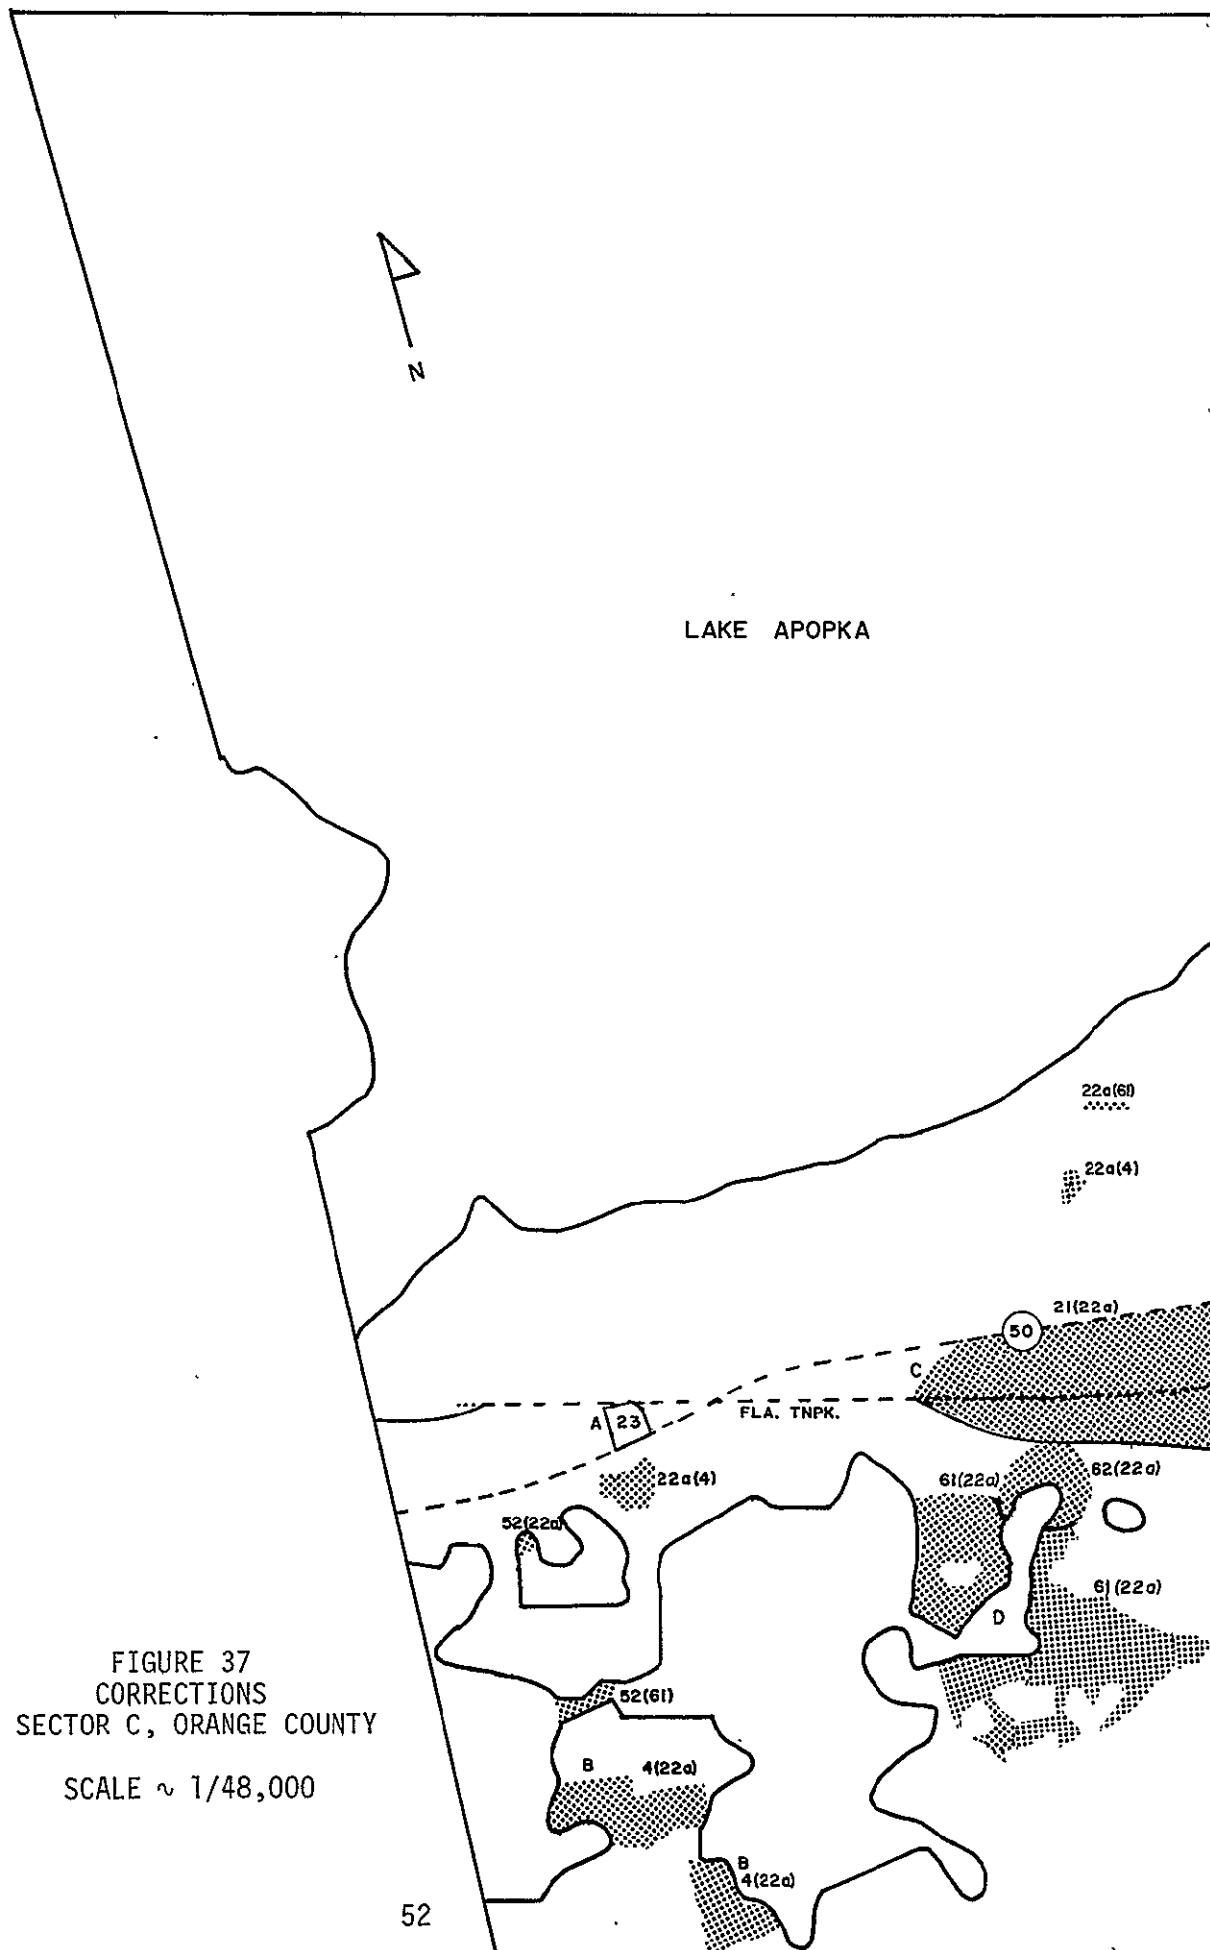 N
LAKE APOPKA
22a(61)
22a(4)
21(22a)
50
C
FLA. TNPK.
A 23
22a(4)
61(22a)
62(22a)
52(22a)
61(22a)
D
FIGURE 37
CORRECTIONS
SECTOR C, ORANGE COUNTY
SCALE ~ 1/48,000
52(61)
B 4(22a)
B
4(22a)
52